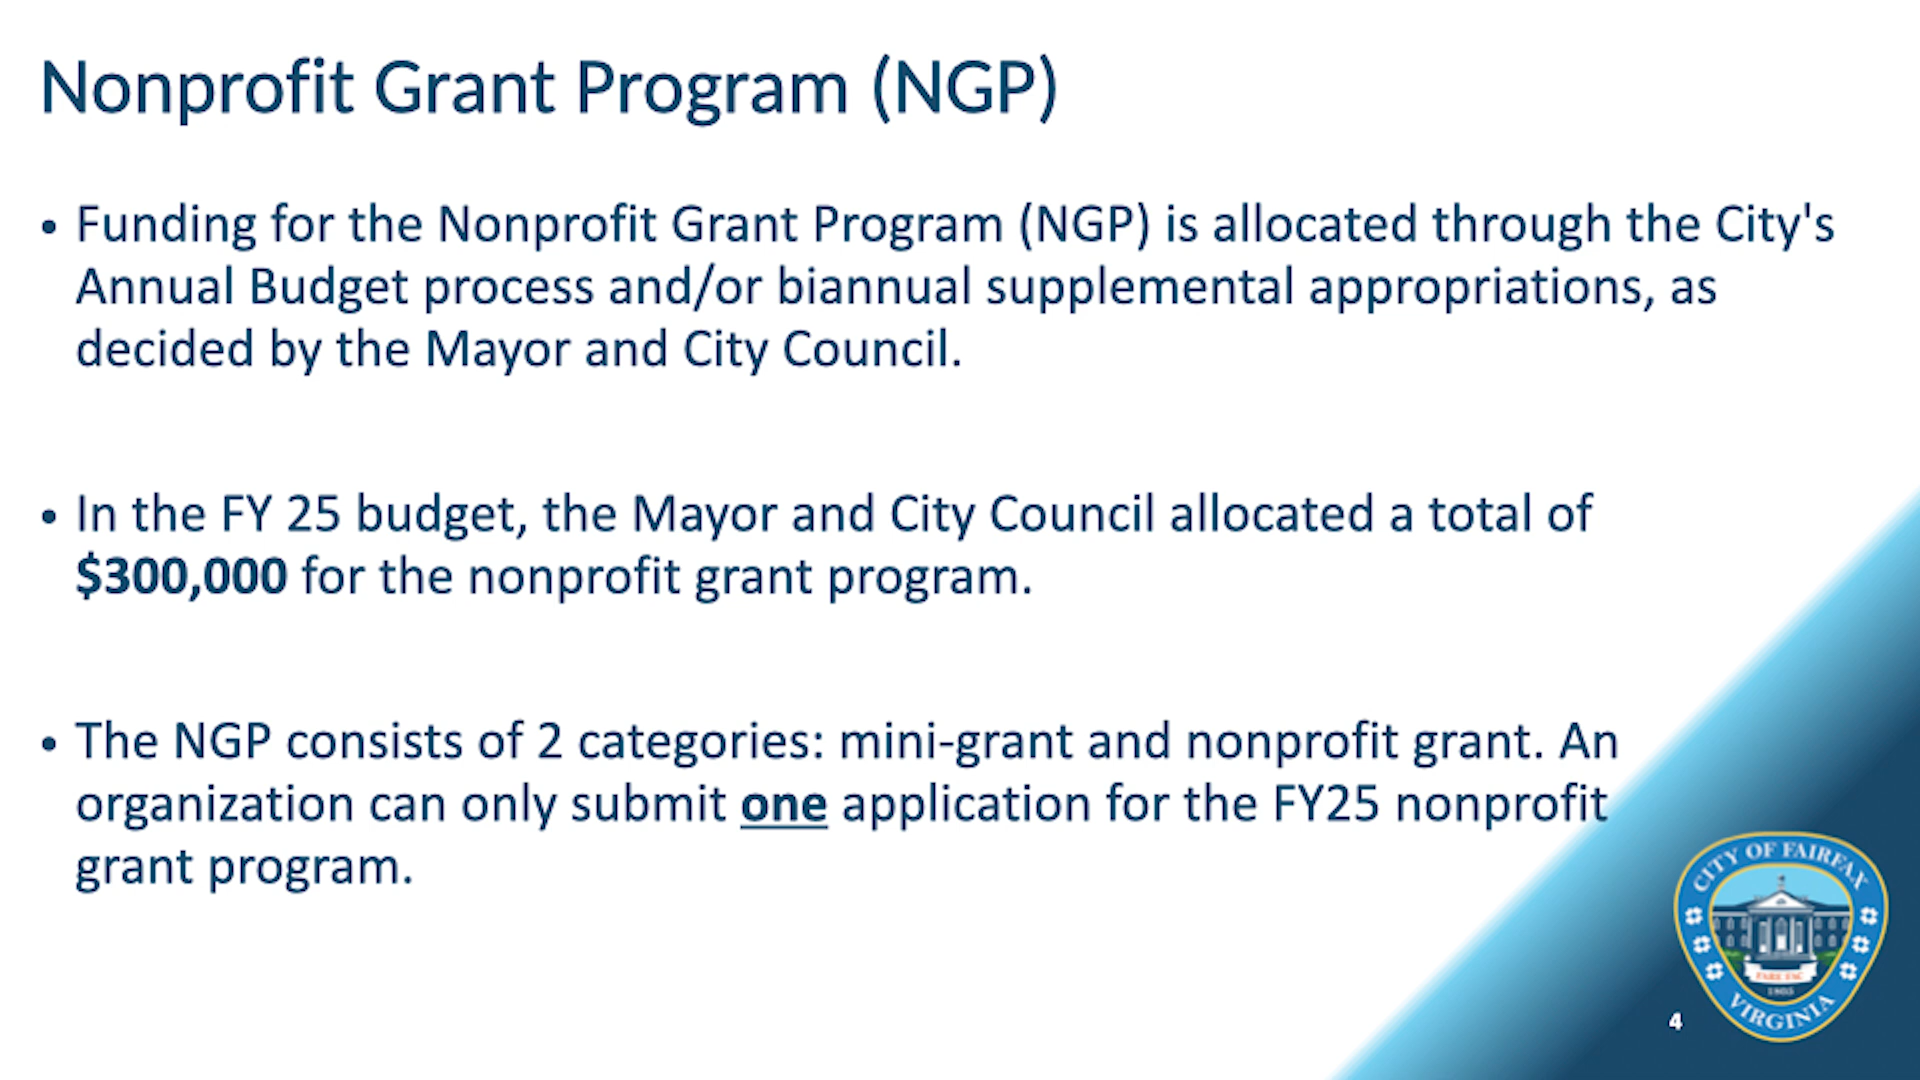 Nonprofit Grant Program (NGP)
• Funding for the Nonprofit Grant Program (NGP) is allocated through the City's
Annual Budget process and/or biannual supplemental appropriations, as
decided by the Mayor and City Council.
• In the FY 25 budget, the Mayor and City Council allocated a total of
$300,000 for the nonprofit grant program.
• The NGP consists of 2 categories: mini-grant and nonprofit grant. An
organization can only submit one application for the FY25 nonprofit
grant program.
CITY OF FAIRFAX
FARE FAC
1805
VIRGINIA
4